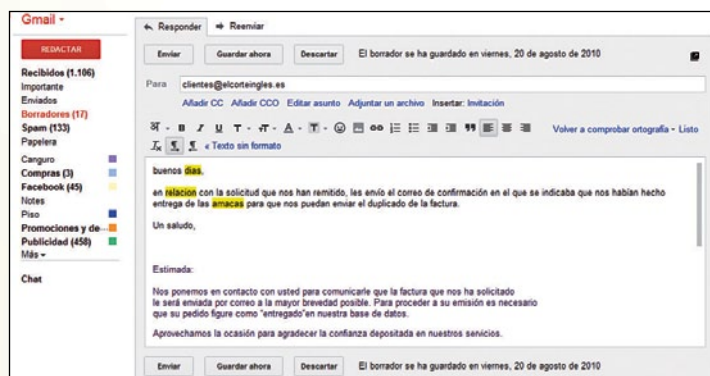 Gmail
REDACTAR
Recibidos (1.106)
Importante
Enviados
Borradores (17)
Spam (133)
Papelera
Canguro
Compras (3)
Facebook (45)
Notes
Piso
Promociones y de...
Publicidad (458)
Más
Chat
Responder Reenviar
Enviar Guardar ahora Descartar El borrador se ha guardado en viernes, 20 de agosto de 2010
Para clientes@elcorteingles.es
Añadir CC Añadir CCO Editar asunto Adjuntar un archivo Insertar: Invitación
अ B I U T TT A T Volver a comprobar ortografía Listo
Tx ¶ ¶ « Texto sin formato
buenos dias,
en relacion con la solicitud que nos han remitido, les envío el correo de confirmación en el que se indicaba que nos habían hecho
entrega de las amacas para que nos puedan enviar el duplicado de la factura.
Un saludo,
Estimada:
Nos ponemos en contacto con usted para comunicarle que la factura que nos ha solicitado
le será enviada por correo a la mayor brevedad posible. Para proceder a su emisión es necesario
que su pedido figure como "entregado"en nuestra base de datos.
Aprovechamos la ocasión para agradecer la confianza depositada en nuestros servicios.
Enviar Guardar ahora Descartar El borrador se ha guardado en viernes, 20 de agosto de 2010